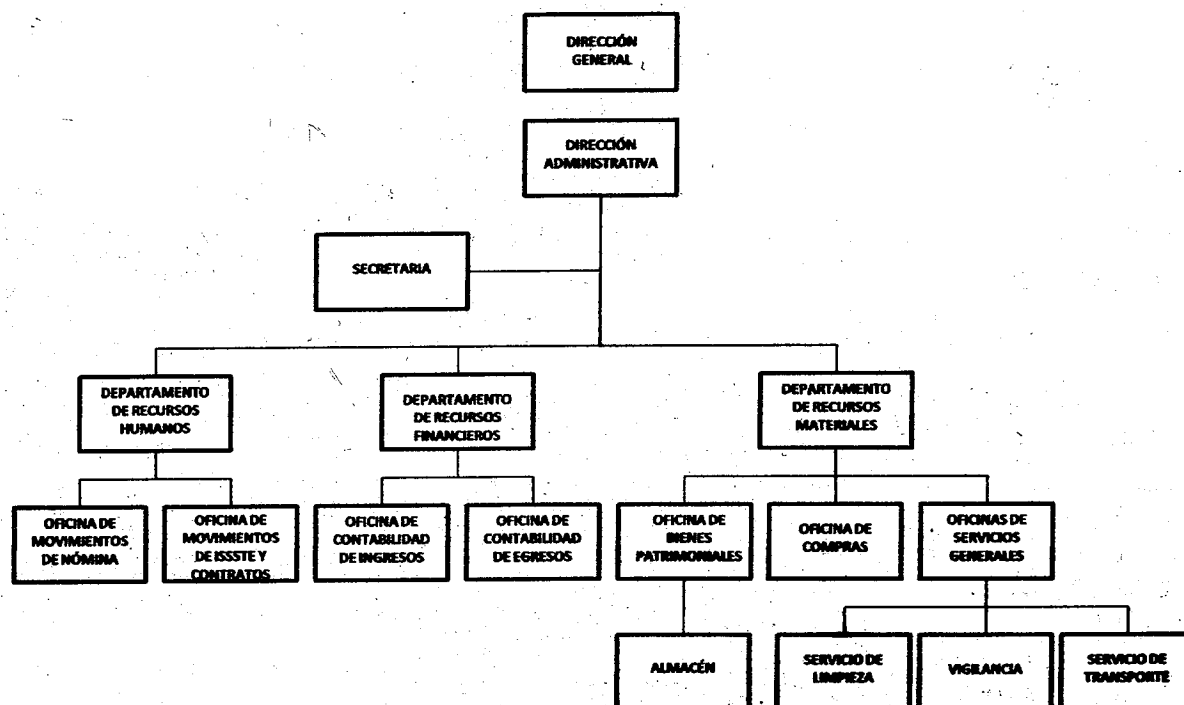 DIRECCIÓN
GENERAL
DIRECCIÓN
ADMINISTRATIVA
SECRETARIA
DEPARTAMENTO
DE RECURSOS
HUMANOS
DEPARTAMENTO
DE RECURSOS
FINANCIEROS
DEPARTAMENTO
DE RECURSOS
MATERIALES
OFICINA DE
MOVIMIENTOS
DE NÓMINA
OFICINA DE
MOVIMIENTOS
DE ISSSTE Y
CONTRATOS
OFICINA DE
CONTABILIDAD
DE INGRESOS
OFICINA DE
CONTABILIDAD
DE EGRESOS
OFICINA DE
BIENES
PATRIMONIALES
OFICINA DE
COMPRAS
OFICINAS DE
SERVICIOS
GENERALES
ALMACÉN
SERVICIO DE
LIMPIEZA
VIGILANCIA
SERVICIO DE
TRANSPORTE